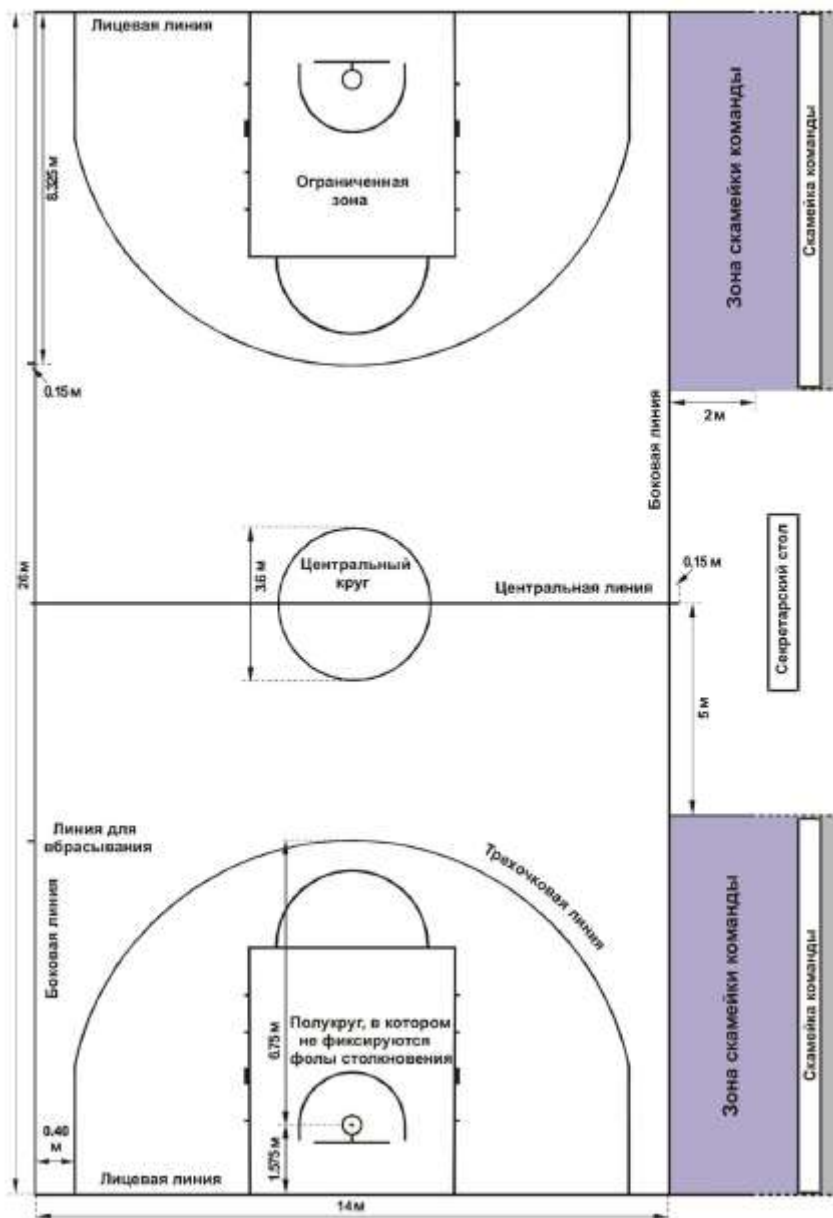 Лицевая линия
8.325 м
Ограниченная
зона
Зона скамейки команды
Скамейка команды
0.15 м
2 м
Боковая линия
26 м
3.6 м
Центральный
круг
Центральная линия
0.15 м
Секретарский стол
5 м
Линия для
вбрасывания
Трехочковая линия
Боковая линия
6.75 м
Полукруг, в котором
не фиксируются
фолы столкновения
Зона скамейки команды
Скамейка команды
0.40
м
1.575 м
Лицевая линия
14 м